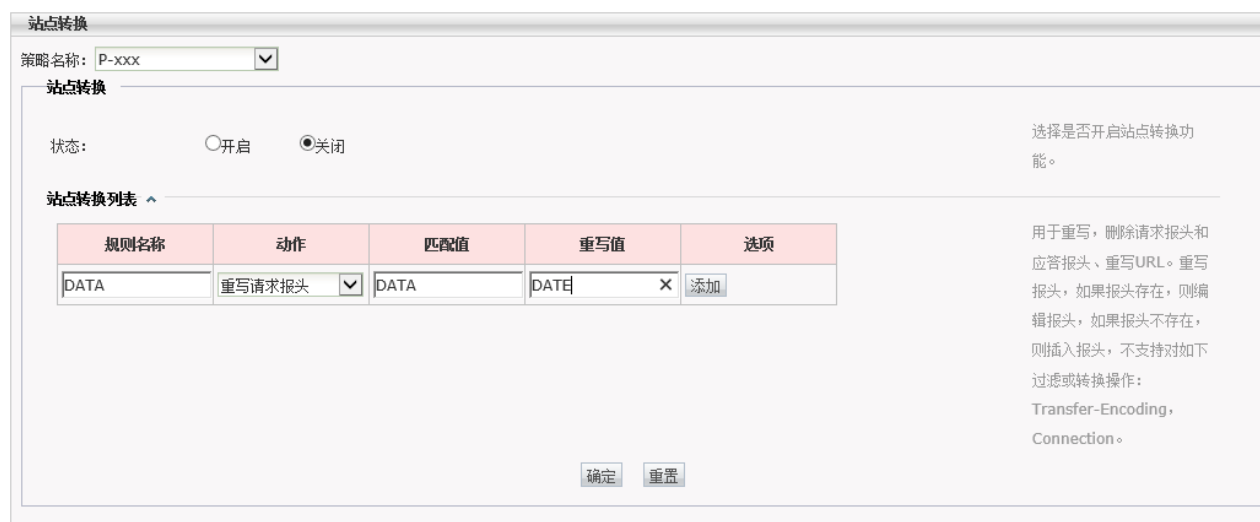 站点转换
策略名称: P-xxx
站点转换
状态: 开启 关闭
选择是否开启站点转换功
能。
站点转换列表
规则名称 动作 匹配值 重写值 选项
DATA 重写请求报头 DATA DATE 添加
用于重写，删除请求报头和
应答报头、重写URL。重写
报头，如果报头存在，则编
辑报头，如果报头不存在，
则插入报头，不支持对如下
过滤或转换操作：
Transfer-Encoding，
Connection。
确定 重置